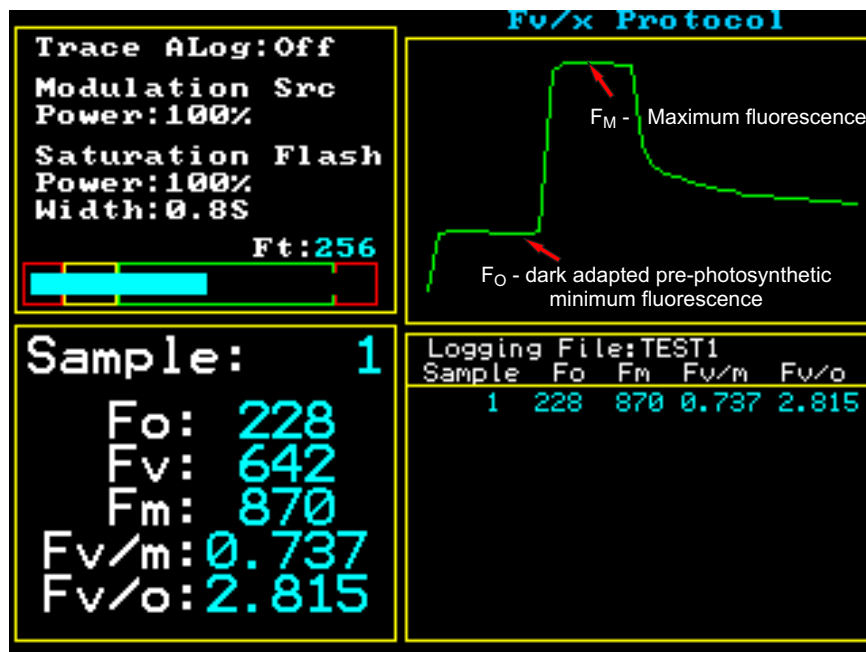 Fv/x Protocol
Trace ALog:Off
Modulation Src
Power:100%
Saturation Flash
Power:100%
Width:0.8S
Ft:256
FM - Maximum fluorescence
FO - dark adapted pre-photosynthetic
minimum fluorescence
Sample: 1
Fo: 228
Fv: 642
Fm: 870
Fv/m:0.737
Fv/o:2.815
Logging File:TEST1
Sample Fo Fm Fv/m Fv/o
1 228 870 0.737 2.815